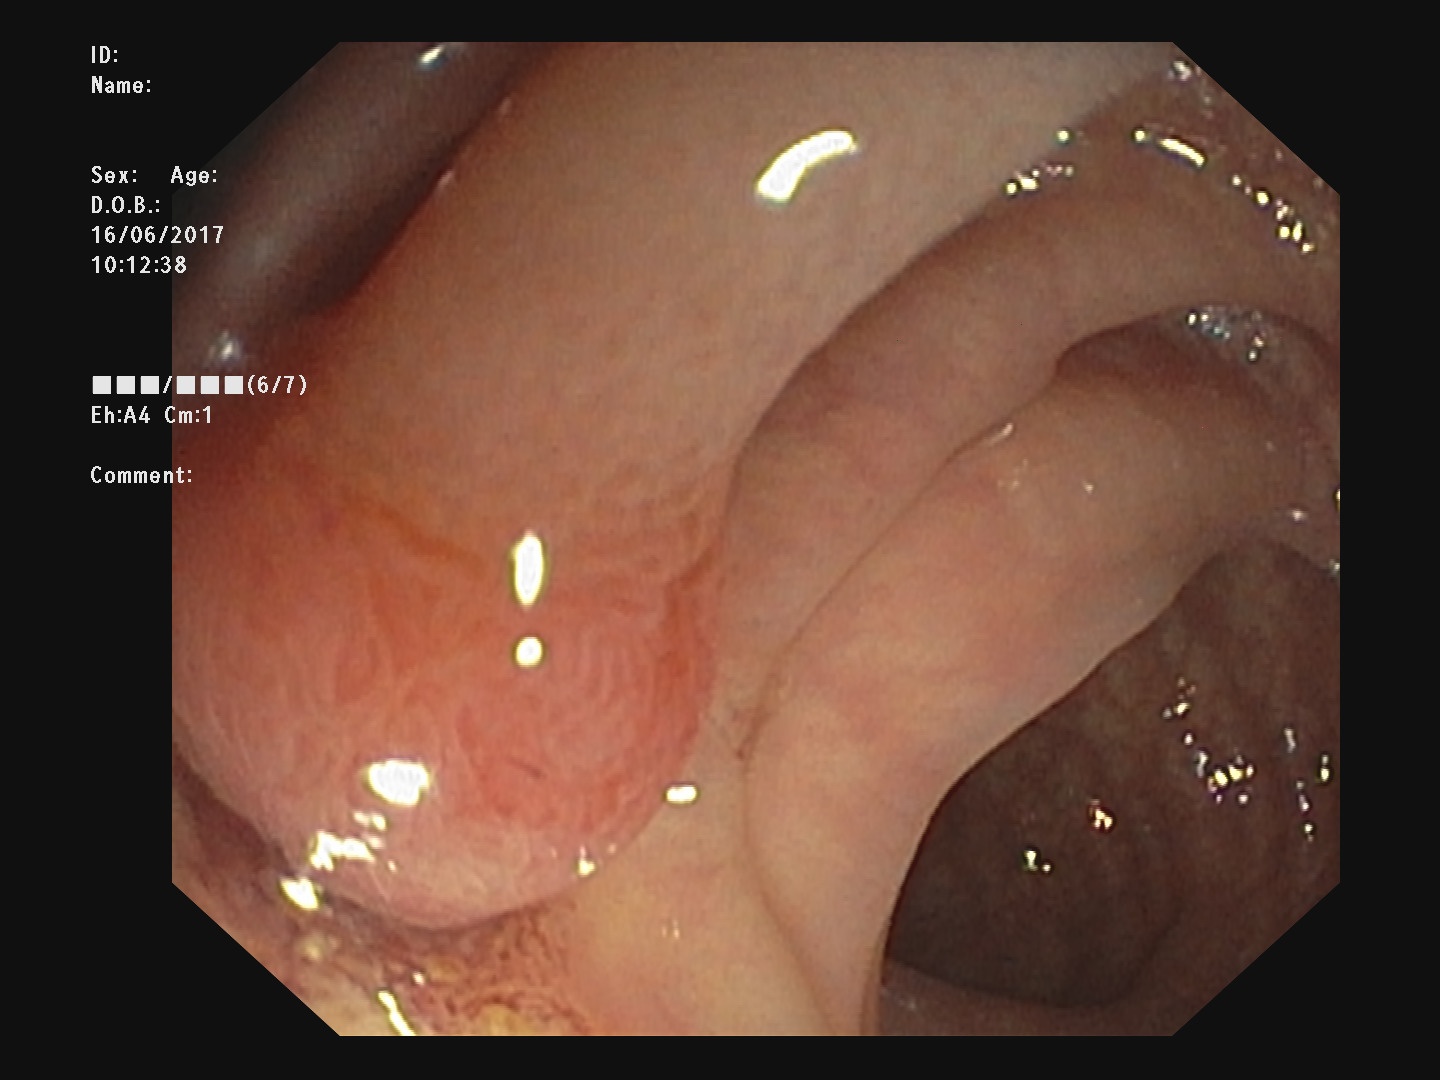 ID:
Name:
Sex: Age:
D.O.B.:
16/06/2017
10:12:38
■■■/■■■(6/7)
Eh:A4 Cm:1
Comment: